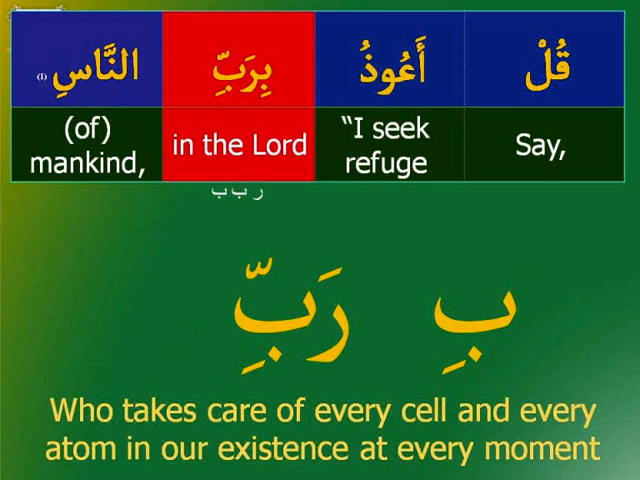 قُلْ أَعُوذُ بِرَبِّ النَّاسِ (١)
Say, "I seek refuge in the Lord (of) mankind,
ر ب ب
بِ رَبِّ
Who takes care of every cell and every
atom in our existence at every moment